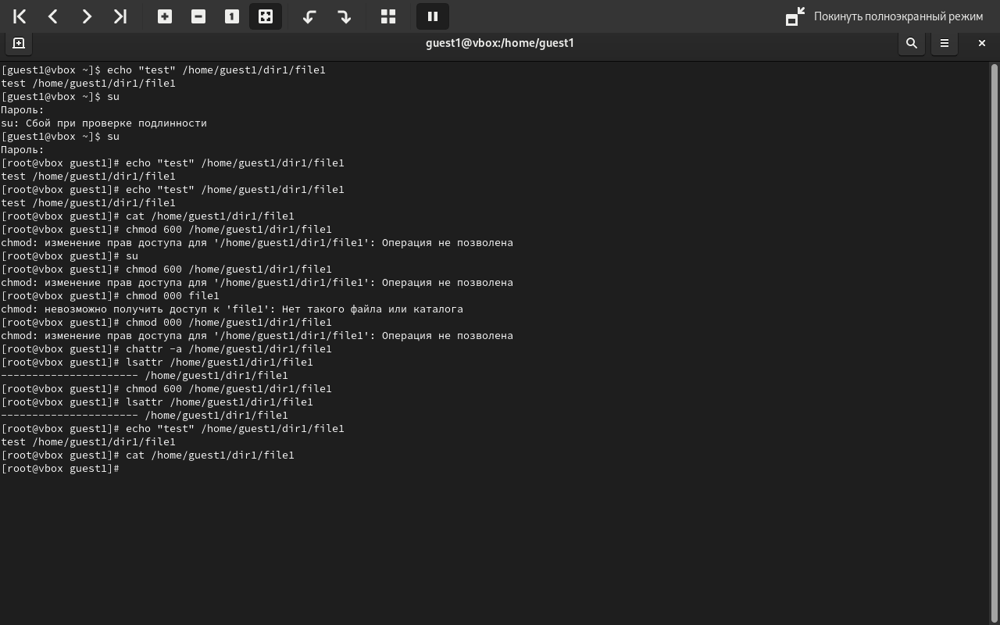 1
Покинуть полноэкранный режим
guest1@vbox:/home/guest1
[guest1@vbox ~]$ echo "test" /home/guest1/dir1/file1
test /home/guest1/dir1/file1
[guest1@vbox ~]$ su
Пароль:
su: Сбой при проверке подлинности
[guest1@vbox ~]$ su
Пароль:
[root@vbox guest1]# echo "test" /home/guest1/dir1/file1
test /home/guest1/dir1/file1
[root@vbox guest1]# echo "test" /home/guest1/dir1/file1
test /home/guest1/dir1/file1
[root@vbox guest1]# cat /home/guest1/dir1/file1
[root@vbox guest1]# chmod 600 /home/guest1/dir1/file1
chmod: изменение прав доступа для '/home/guest1/dir1/file1': Операция не позволена
[root@vbox guest1]# su
[root@vbox guest1]# chmod 600 /home/guest1/dir1/file1
chmod: изменение прав доступа для '/home/guest1/dir1/file1': Операция не позволена
[root@vbox guest1]# chmod 000 file1
chmod: невозможно получить доступ к 'file1': Нет такого файла или каталога
[root@vbox guest1]# chmod 000 /home/guest1/dir1/file1
chmod: изменение прав доступа для '/home/guest1/dir1/file1': Операция не позволена
[root@vbox guest1]# chattr -a /home/guest1/dir1/file1
[root@vbox guest1]# lsattr /home/guest1/dir1/file1
---------------------- /home/guest1/dir1/file1
[root@vbox guest1]# chmod 600 /home/guest1/dir1/file1
[root@vbox guest1]# lsattr /home/guest1/dir1/file1
---------------------- /home/guest1/dir1/file1
[root@vbox guest1]# echo "test" /home/guest1/dir1/file1
test /home/guest1/dir1/file1
[root@vbox guest1]# cat /home/guest1/dir1/file1
[root@vbox guest1]#